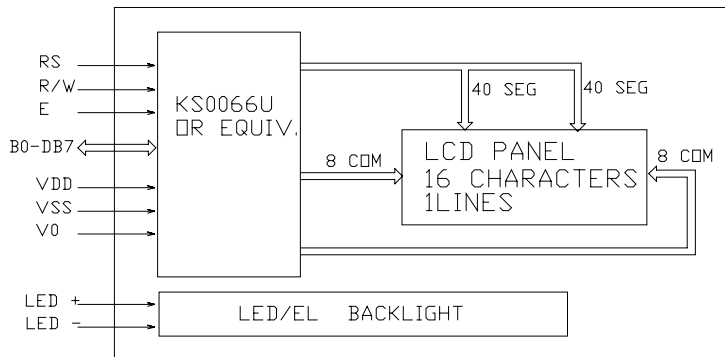 RS
R/W
E
B0-DB7
VDD
VSS
V0
LED +
LED -
KS0066U
OR EQUIV.
40 SEG
40 SEG
8 COM
8 COM
LCD PANEL
16 CHARACTERS
1LINES
LED/EL BACKLIGHT